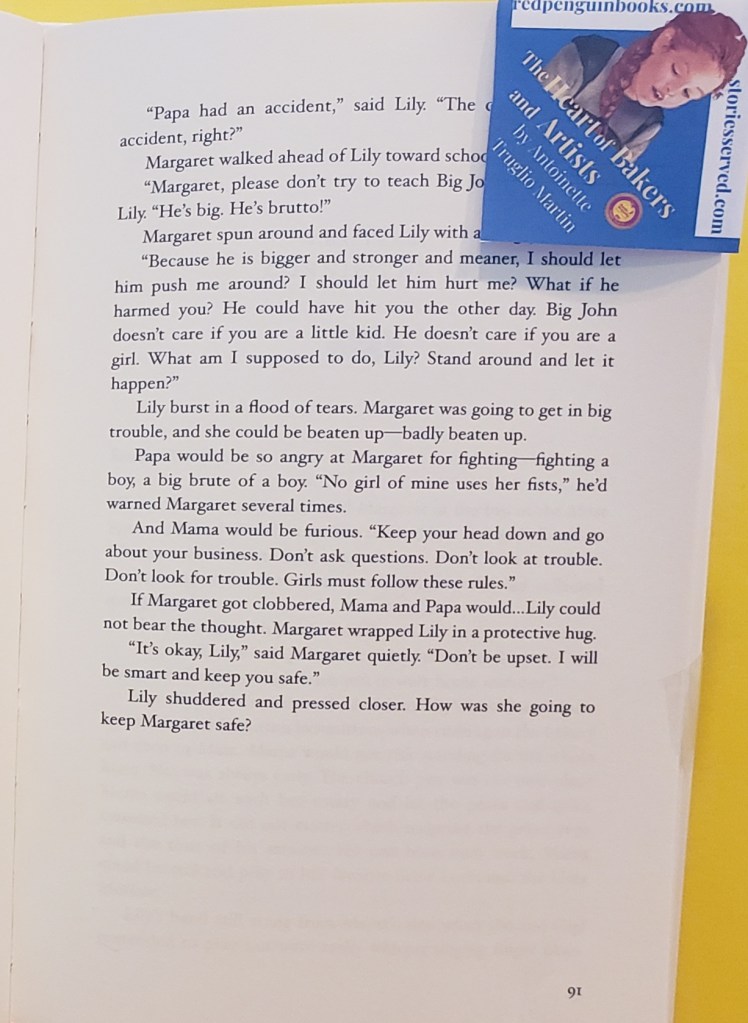 redpenguinbooks.com
The Heart of Bakers
and Artists
by Antoinette
Truglio Martin
storiesserved.com
“Papa had an accident,” said Lily. “The
accident, right?”
Margaret walked ahead of Lily toward
“Margaret, please don’t try to teach Big
Lily. “He’s big. He’s brutto!”
Margaret spun around and faced Lily with a
“Because he is bigger and stronger and meaner, I should let
him push me around? I should let him hurt me? What if he
harmed you? He could have hit you the other day. Big John
doesn’t care if you are a little kid. He doesn’t care if you are a
girl. What am I supposed to do, Lily? Stand around and let it
happen?”
Lily burst in a flood of tears. Margaret was going to get in big
trouble, and she could be beaten up—badly beaten up.
Papa would be so angry at Margaret for fighting—fighting a
boy, a big brute of a boy. “No girl of mine uses her fists,” he’d
warned Margaret several times.
And Mama would be furious. “Keep your head down and go
about your business. Don’t ask questions. Don’t look at trouble.
Don’t look for trouble. Girls must follow these rules.”
If Margaret got clobbered, Mama and Papa would...Lily could
not bear the thought. Margaret wrapped Lily in a protective hug.
“It’s okay, Lily,” said Margaret quietly. “Don’t be upset. I will
be smart and keep you safe.”
Lily shuddered and pressed closer. How was she going to
keep Margaret safe?
91